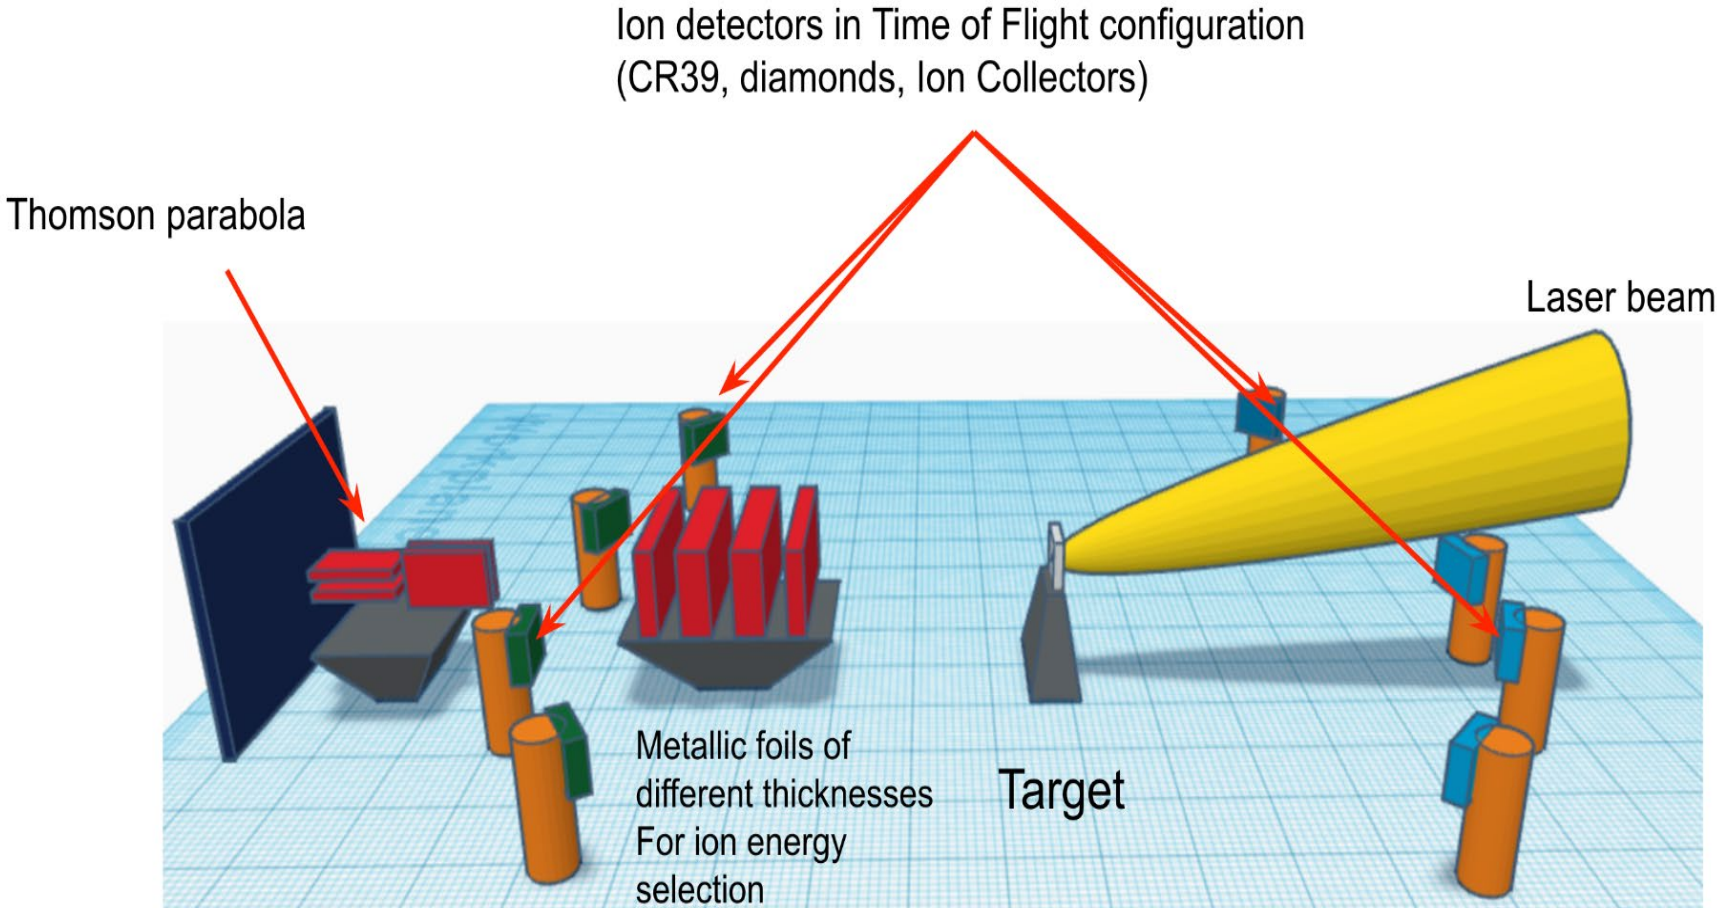 Ion detectors in Time of Flight configuration
(CR39, diamonds, Ion Collectors)
Thomson parabola
Laser beam
Metallic foils of
different thicknesses
For ion energy
selection
Target